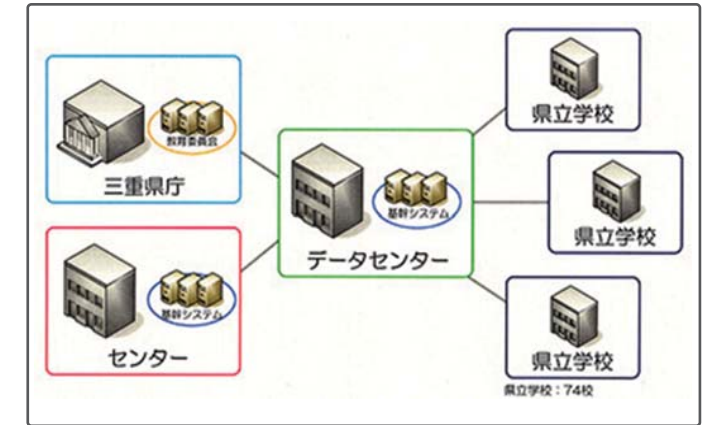 教育委員会
三重県庁
基幹システム
センター
基幹システム
データセンター
県立学校
県立学校
県立学校
県立学校：74校